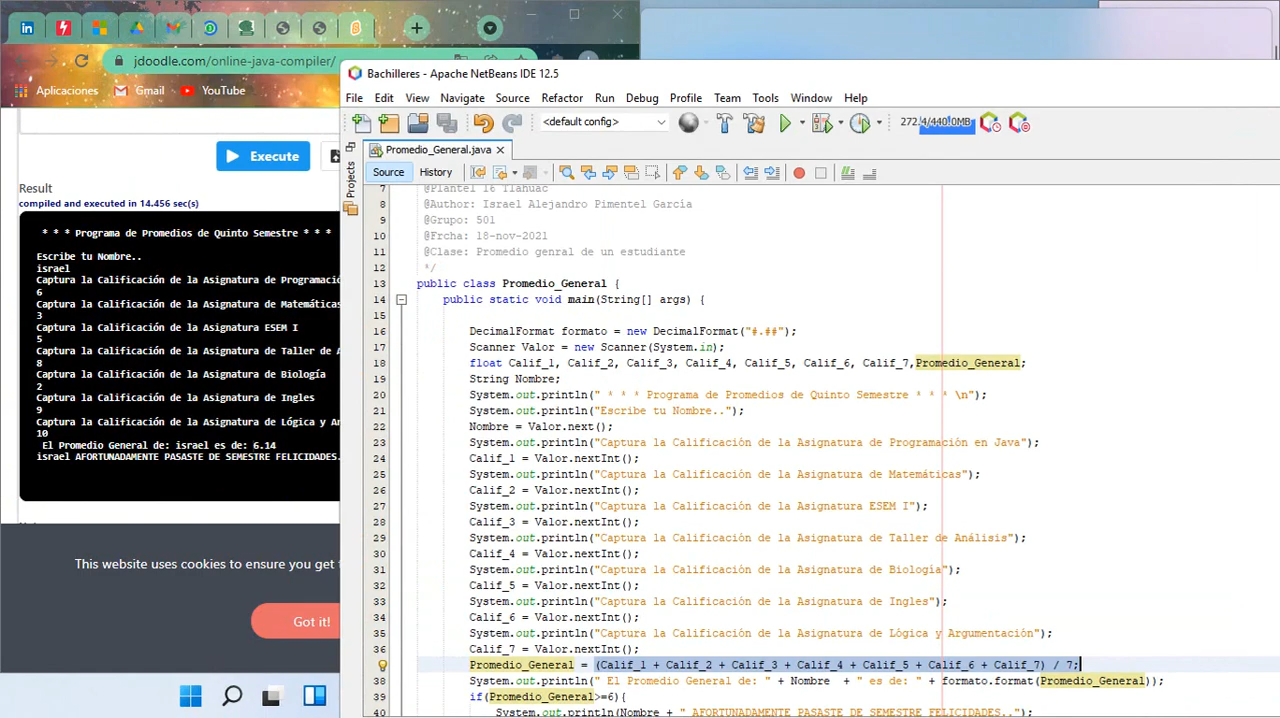 jdoodle.com/online-java-compiler/
Aplicaciones Gmail YouTube
Execute
Result
compiled and executed in 14.456 sec(s)
* * * Programa de Promedios de Quinto Semestre * * *
Escribe tu Nombre..
israel
Captura la Calificación de la Asignatura de Programació
6
Captura la Calificación de la Asignatura de Matemáticas
3
Captura la Calificación de la Asignatura ESEM I
5
Captura la Calificación de la Asignatura de Taller de A
8
Captura la Calificación de la Asignatura de Biología
2
Captura la Calificación de la Asignatura de Ingles
9
Captura la Calificación de la Asignatura de Lógica y A
10
El Promedio General de: israel es de: 6.14
israel AFORTUNADAMENTE PASASTE DE SEMESTRE FELICIDADES.
This website uses cookies to ensure you get t
Got it!
Bachilleres - Apache NetBeans IDE 12.5
File Edit View Navigate Source Refactor Run Debug Profile Team Tools Window Help
<default config> 272.4/440.0MB
Promedio_General.java
Source History
Projects
7 @Plantel 16 Tlahuac
8 @Author: Israel Alejandro Pimentel García
9 @Grupo: 501
10 @Frcha: 18-nov-2021
11 @Clase: Promedio genral de un estudiante
12 */
13 public class Promedio_General {
14 public static void main(String[] args) {
15
16 DecimalFormat formato = new DecimalFormat("#.##");
17 Scanner Valor = new Scanner(System.in);
18 float Calif_1, Calif_2, Calif_3, Calif_4, Calif_5, Calif_6, Calif_7,Promedio_General;
19 String Nombre;
20 System.out.println(" * * * Programa de Promedios de Quinto Semestre * * * \n");
21 System.out.println("Escribe tu Nombre..");
22 Nombre = Valor.next();
23 System.out.println("Captura la Calificación de la Asignatura de Programación en Java");
24 Calif_1 = Valor.nextInt();
25 System.out.println("Captura la Calificación de la Asignatura de Matemáticas");
26 Calif_2 = Valor.nextInt();
27 System.out.println("Captura la Calificación de la Asignatura ESEM I");
28 Calif_3 = Valor.nextInt();
29 System.out.println("Captura la Calificación de la Asignatura de Taller de Análisis");
30 Calif_4 = Valor.nextInt();
31 System.out.println("Captura la Calificación de la Asignatura de Biología");
32 Calif_5 = Valor.nextInt();
33 System.out.println("Captura la Calificación de la Asignatura de Ingles");
34 Calif_6 = Valor.nextInt();
35 System.out.println("Captura la Calificación de la Asignatura de Lógica y Argumentación");
36 Calif_7 = Valor.nextInt();
Promedio_General = (Calif_1 + Calif_2 + Calif_3 + Calif_4 + Calif_5 + Calif_6 + Calif_7) / 7;
38 System.out.println(" El Promedio General de: " + Nombre + " es de: " + formato.format(Promedio_General));
39 if(Promedio_General>=6){
40 System.out.println(Nombre + " AFORTUNADAMENTE PASASTE DE SEMESTRE FELICIDADES..");